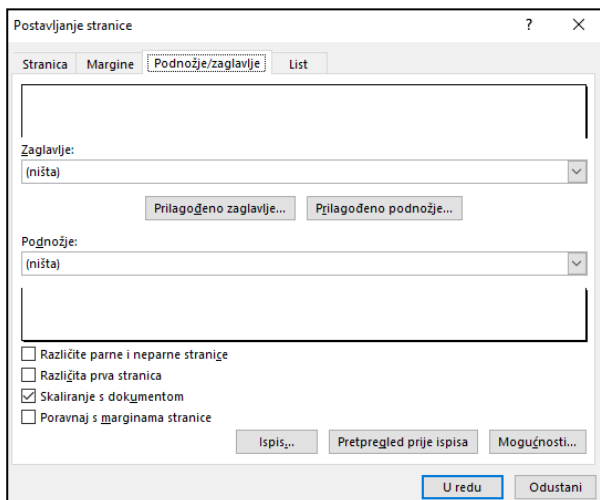 Postavljanje stranice ? ×
Stranica Margine Podnožje/zaglavlje List
Zaglavlje:
(ništa)
Prilagođeno zaglavlje... Prilagođeno podnožje...
Podnožje:
(ništa)
Različite parne i neparne stranice
Različita prva stranica
Skaliranje s dokumentom
Poravnaj s marginama stranice
Ispis... Pretpregled prije ispisa Mogućnosti...
U redu Odustani